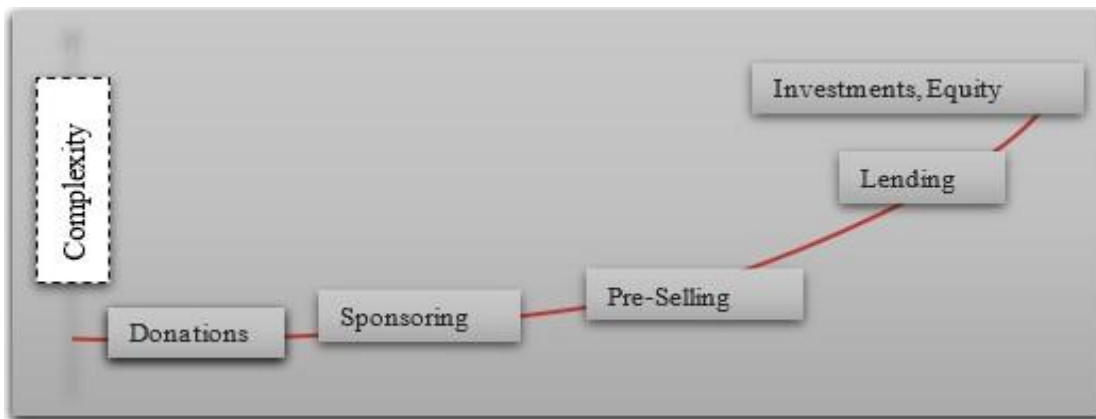 Complexity
Investments, Equity
Lending
Pre-Selling
Sponsoring
Donations